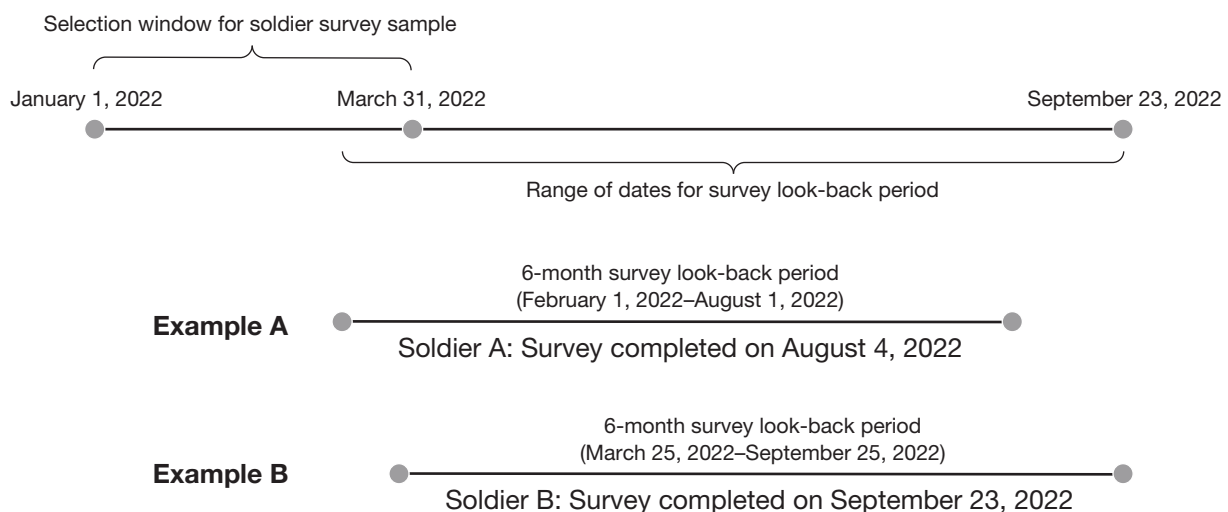 Selection window for soldier survey sample
January 1, 2022
March 31, 2022
September 23, 2022
Range of dates for survey look-back period
6-month survey look-back period
(February 1, 2022–August 1, 2022)
Example A
Soldier A: Survey completed on August 4, 2022
6-month survey look-back period
(March 25, 2022–September 25, 2022)
Example B
Soldier B: Survey completed on September 23, 2022